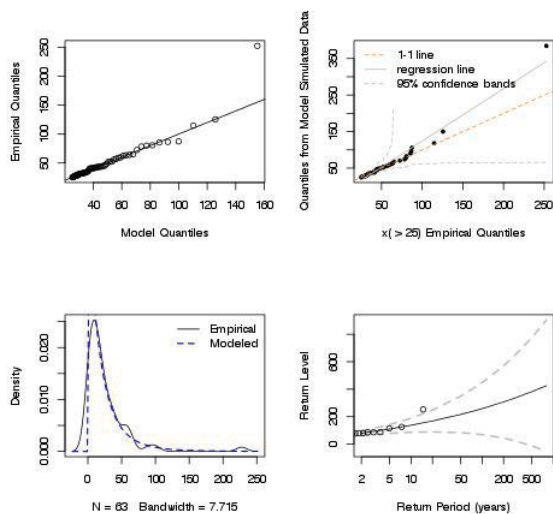 Empirical Quantiles
50
100
150
200
250
40 60 80 100 120 140 160
Model Quantiles
Quantiles from Model Simulated Data
50
150
250
350
1-1 line
regression line
95% confidence bands
50 100 150 200 250
x( > 25) Empirical Quantiles
Density
0.000
0.010
0.020
Empirical
Modeled
0 50 100 150 200 250
N = 63 Bandwidth = 7.715
Return Level
0
200
600
2 5 10 50 200 500
Return Period (years)